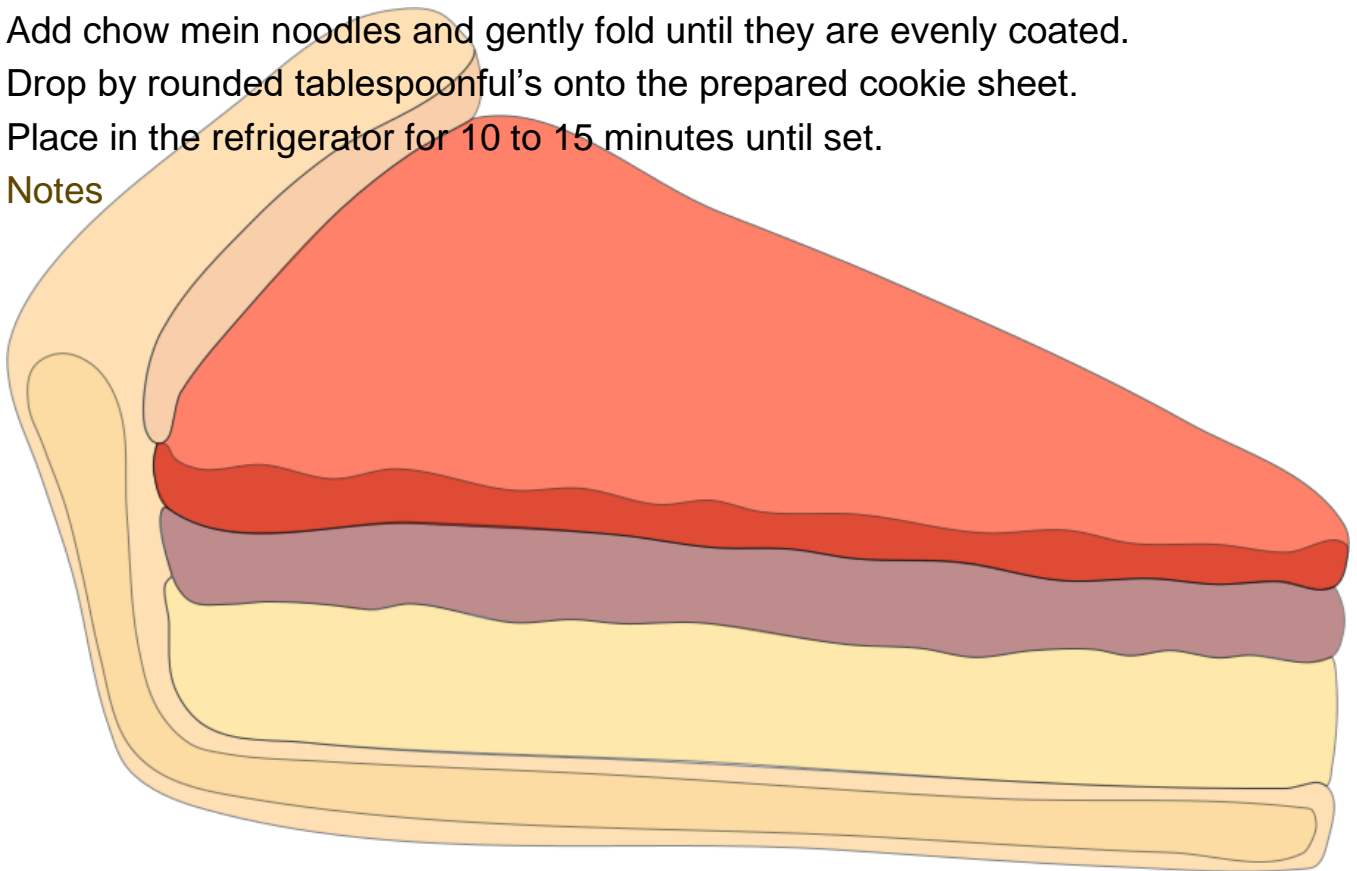 Add chow mein noodles and gently fold until they are evenly coated.
Drop by rounded tablespoonful’s onto the prepared cookie sheet.
Place in the refrigerator for 10 to 15 minutes until set.
Notes